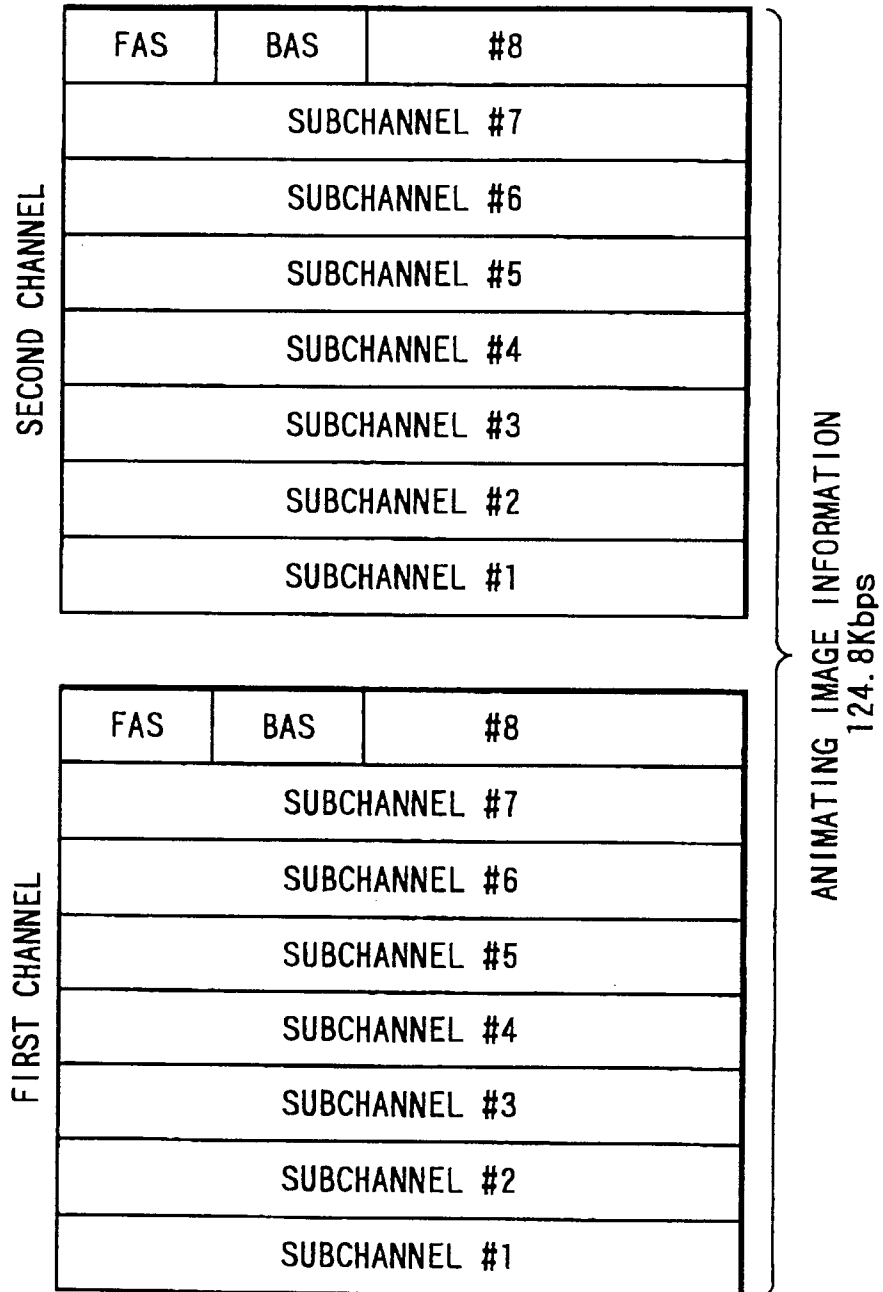 SECOND CHANNEL
FAS BAS #8
SUBCHANNEL #7
SUBCHANNEL #6
SUBCHANNEL #5
SUBCHANNEL #4
SUBCHANNEL #3
SUBCHANNEL #2
SUBCHANNEL #1
FIRST CHANNEL
FAS BAS #8
SUBCHANNEL #7
SUBCHANNEL #6
SUBCHANNEL #5
SUBCHANNEL #4
SUBCHANNEL #3
SUBCHANNEL #2
SUBCHANNEL #1
ANIMATING IMAGE INFORMATION
124.8Kbps